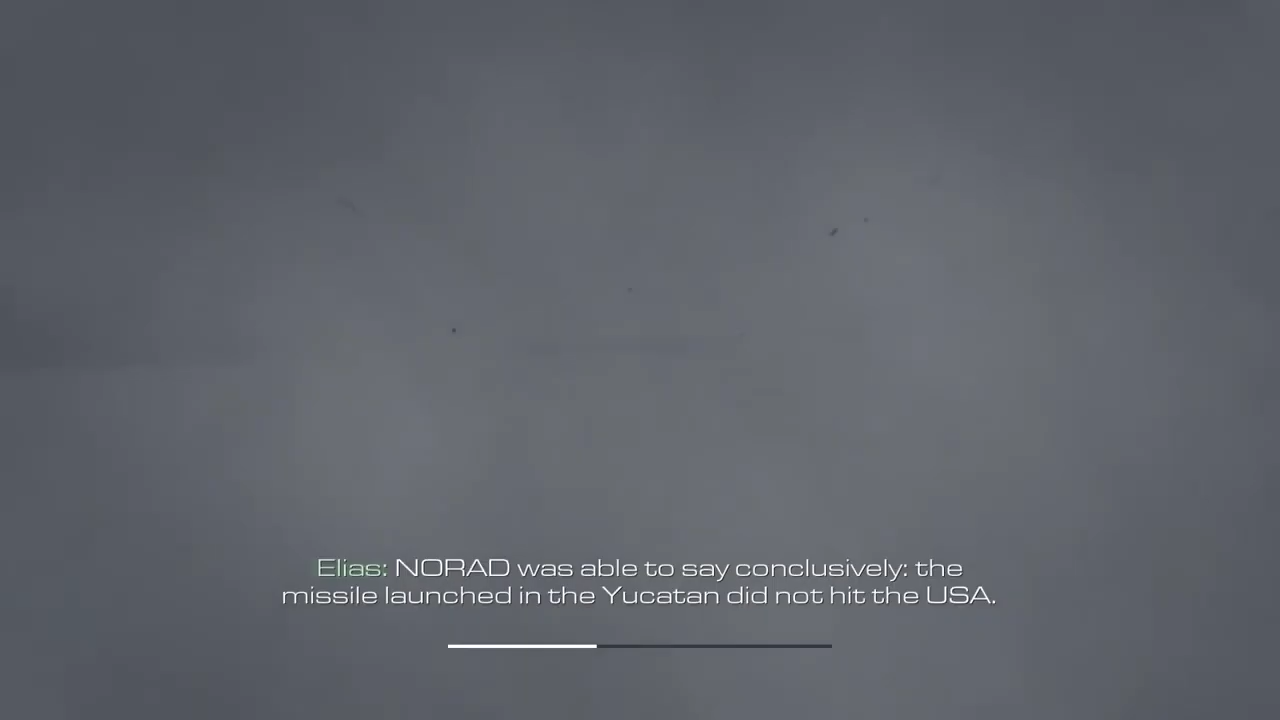 Elias: NORAD was able to say conclusively: the
missile launched in the Yucatan did not hit the USA.